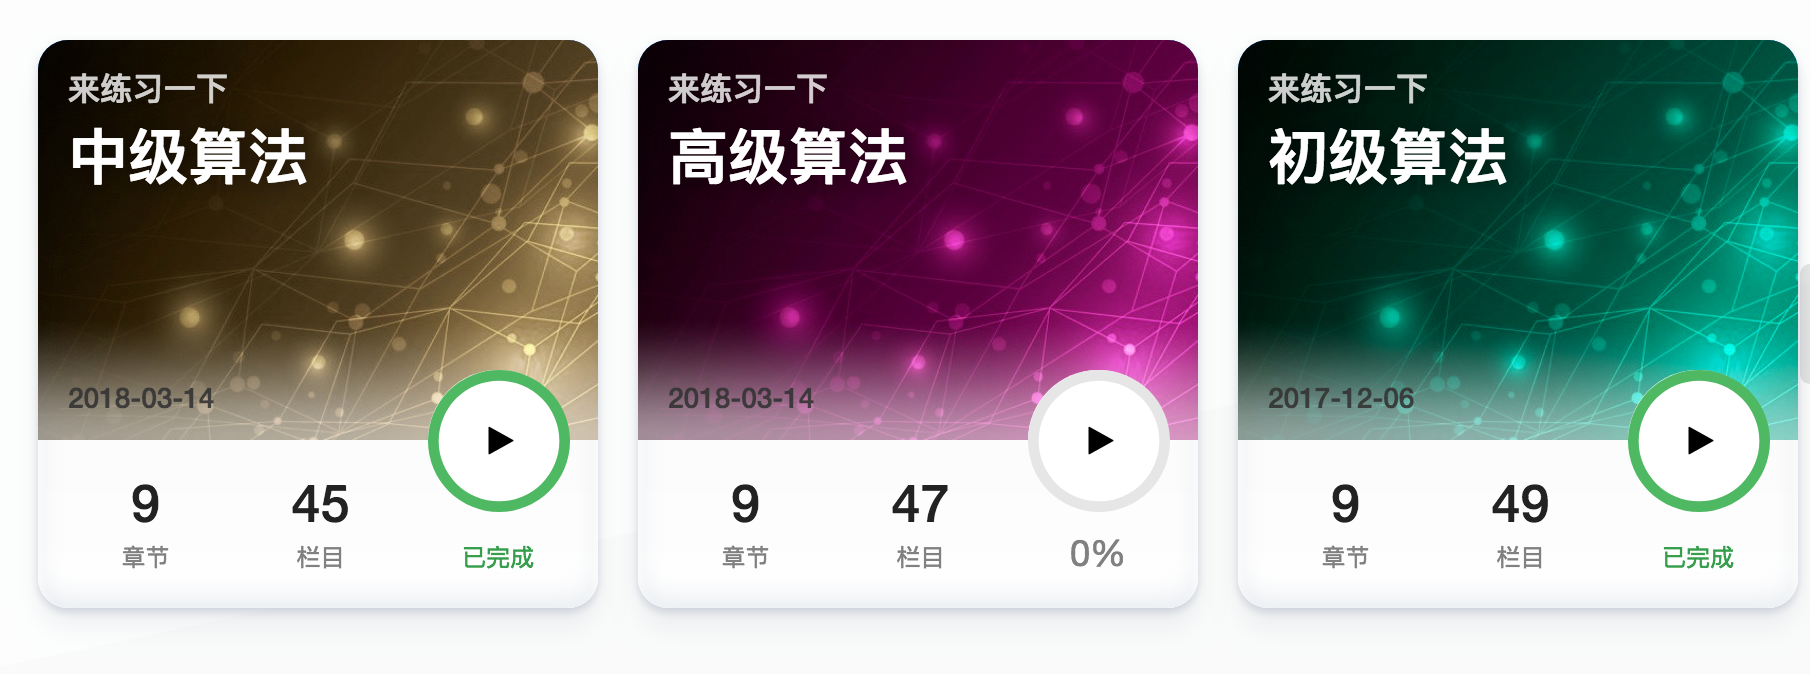 来练习一下
中级算法
2018-03-14
9
章节
45
栏目
已完成
来练习一下
高级算法
2018-03-14
9
章节
47
栏目
0%
来练习一下
初级算法
2017-12-06
9
章节
49
栏目
已完成